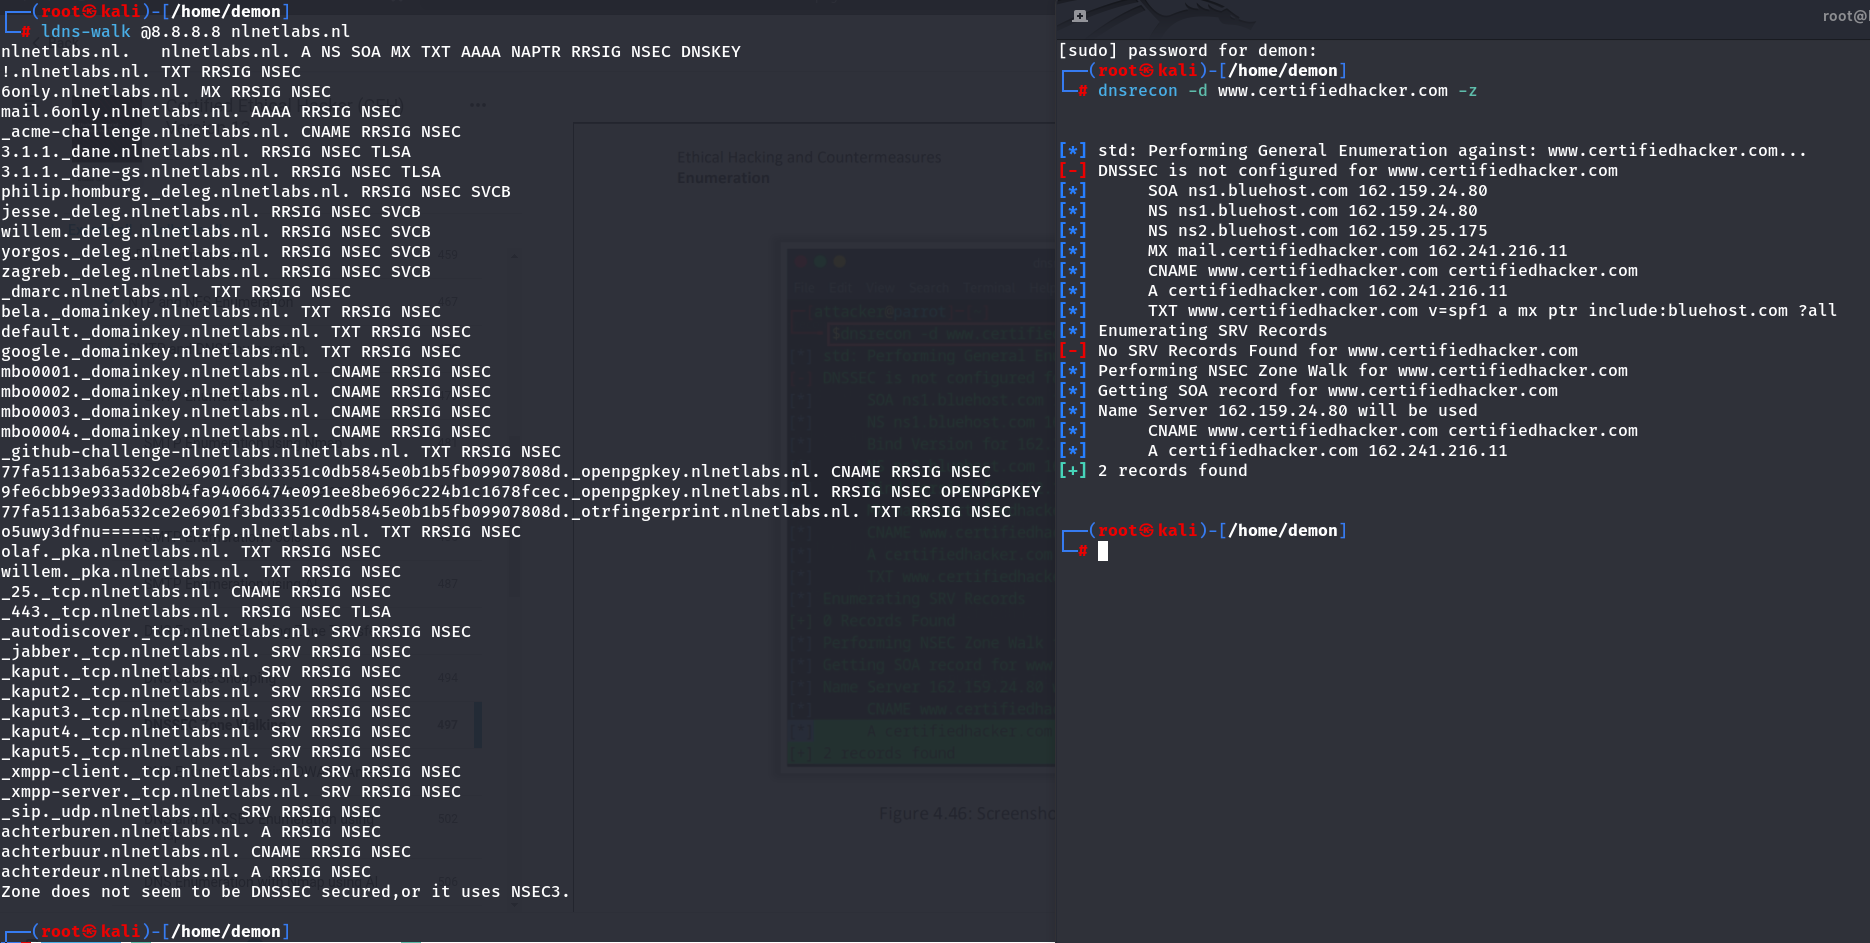 ┌──(root㉿kali)-[/home/demon]
└─# ldns-walk @8.8.8.8 nlnetlabs.nl
nlnetlabs.nl.   nlnetlabs.nl. A NS SOA MX TXT AAAA NAPTR RRSIG NSEC DNSKEY
!.nlnetlabs.nl. TXT RRSIG NSEC
6only.nlnetlabs.nl. MX RRSIG NSEC
mail.6only.nlnetlabs.nl. AAAA RRSIG NSEC
_acme-challenge.nlnetlabs.nl. CNAME RRSIG NSEC
3.1.1._dane.nlnetlabs.nl. RRSIG NSEC TLSA
3.1.1._dane-gs.nlnetlabs.nl. RRSIG NSEC TLSA
philip.homburg._deleg.nlnetlabs.nl. RRSIG NSEC SVCB
jesse._deleg.nlnetlabs.nl. RRSIG NSEC SVCB
willem._deleg.nlnetlabs.nl. RRSIG NSEC SVCB
yorgos._deleg.nlnetlabs.nl. RRSIG NSEC SVCB
zagreb._deleg.nlnetlabs.nl. RRSIG NSEC SVCB
_dmarc.nlnetlabs.nl. TXT RRSIG NSEC
bela._domainkey.nlnetlabs.nl. TXT RRSIG NSEC
default._domainkey.nlnetlabs.nl. TXT RRSIG NSEC
google._domainkey.nlnetlabs.nl. TXT RRSIG NSEC
mbo0001._domainkey.nlnetlabs.nl. CNAME RRSIG NSEC
mbo0002._domainkey.nlnetlabs.nl. CNAME RRSIG NSEC
mbo0003._domainkey.nlnetlabs.nl. CNAME RRSIG NSEC
mbo0004._domainkey.nlnetlabs.nl. CNAME RRSIG NSEC
_github-challenge-nlnetlabs.nlnetlabs.nl. TXT RRSIG NSEC
77fa5113ab6a532ce2e6901f3bd3351c0db5845e0b1b5fb09907808d._openpgpkey.nlnetlabs.nl. CNAME RRSIG NSEC
9fe6cbb9e933ad0b8b4fa94066474e091ee8be696c224b1c1678fcec._openpgpkey.nlnetlabs.nl. RRSIG NSEC OPENPGPKEY
77fa5113ab6a532ce2e6901f3bd3351c0db5845e0b1b5fb09907808d._otrfingerprint.nlnetlabs.nl. TXT RRSIG NSEC
o5uwy3dfnu======._otrfp.nlnetlabs.nl. TXT RRSIG NSEC
olaf._pka.nlnetlabs.nl. TXT RRSIG NSEC
willem._pka.nlnetlabs.nl. TXT RRSIG NSEC
_25._tcp.nlnetlabs.nl. CNAME RRSIG NSEC
_443._tcp.nlnetlabs.nl. RRSIG NSEC TLSA
_autodiscover._tcp.nlnetlabs.nl. SRV RRSIG NSEC
_jabber._tcp.nlnetlabs.nl. SRV RRSIG NSEC
_kaput._tcp.nlnetlabs.nl. SRV RRSIG NSEC
_kaput2._tcp.nlnetlabs.nl. SRV RRSIG NSEC
_kaput3._tcp.nlnetlabs.nl. SRV RRSIG NSEC
_kaput4._tcp.nlnetlabs.nl. SRV RRSIG NSEC
_kaput5._tcp.nlnetlabs.nl. SRV RRSIG NSEC
_xmpp-client._tcp.nlnetlabs.nl. SRV RRSIG NSEC
_xmpp-server._tcp.nlnetlabs.nl. SRV RRSIG NSEC
_sip._udp.nlnetlabs.nl. SRV RRSIG NSEC
achterburen.nlnetlabs.nl. A RRSIG NSEC
achterbuur.nlnetlabs.nl. CNAME RRSIG NSEC
achterdeur.nlnetlabs.nl. A RRSIG NSEC
Zone does not seem to be DNSSEC secured,or it uses NSEC3.
┌──(root㉿kali)-[/home/demon]
Ethical Hacking and Countermeasures
Enumeration
Figure 4.46: Screensho
root@
[sudo] password for demon:
┌──(root㉿kali)-[/home/demon]
└─# dnsrecon -d www.certifiedhacker.com -z
[*] std: Performing General Enumeration against: www.certifiedhacker.com...
[-] DNSSEC is not configured for www.certifiedhacker.com
[*]      SOA ns1.bluehost.com 162.159.24.80
[*]      NS ns1.bluehost.com 162.159.24.80
[*]      NS ns2.bluehost.com 162.159.25.175
[*]      MX mail.certifiedhacker.com 162.241.216.11
[*]      CNAME www.certifiedhacker.com certifiedhacker.com
[*]      A certifiedhacker.com 162.241.216.11
[*]      TXT www.certifiedhacker.com v=spf1 a mx ptr include:bluehost.com ?all
[*] Enumerating SRV Records
[-] No SRV Records Found for www.certifiedhacker.com
[*] Performing NSEC Zone Walk for www.certifiedhacker.com
[*] Getting SOA record for www.certifiedhacker.com
[*] Name Server 162.159.24.80 will be used
[*]      CNAME www.certifiedhacker.com certifiedhacker.com
[*]      A certifiedhacker.com 162.241.216.11
[+] 2 records found
┌──(root㉿kali)-[/home/demon]
└─#